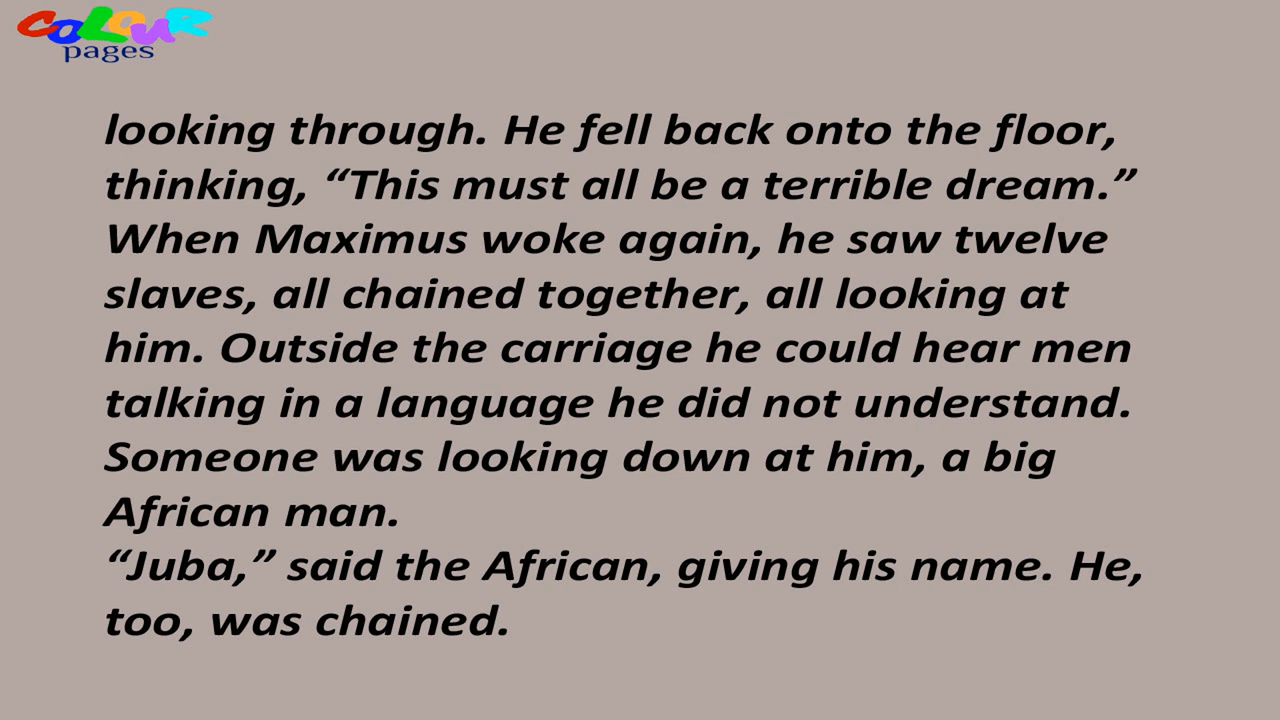 COLOUR
pages
looking through. He fell back onto the floor,
thinking, “This must all be a terrible dream.”
When Maximus woke again, he saw twelve
slaves, all chained together, all looking at
him. Outside the carriage he could hear men
talking in a language he did not understand.
Someone was looking down at him, a big
African man.
“Juba,” said the African, giving his name. He,
too, was chained.